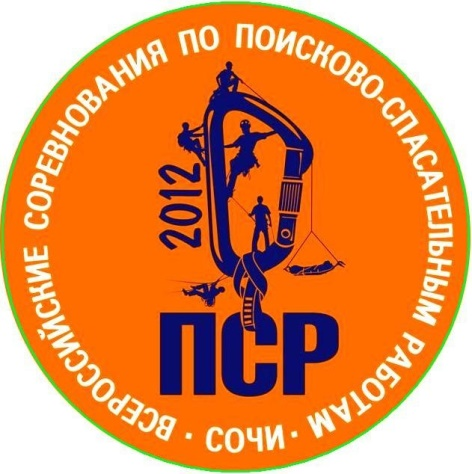 ВСЕРОССИЙСКИЕ СОРЕВНОВАНИЯ ПО ПОИСКОВО-СПАСАТЕЛЬНЫМ РАБОТАМ
· СОЧИ ·
2012
ПСР